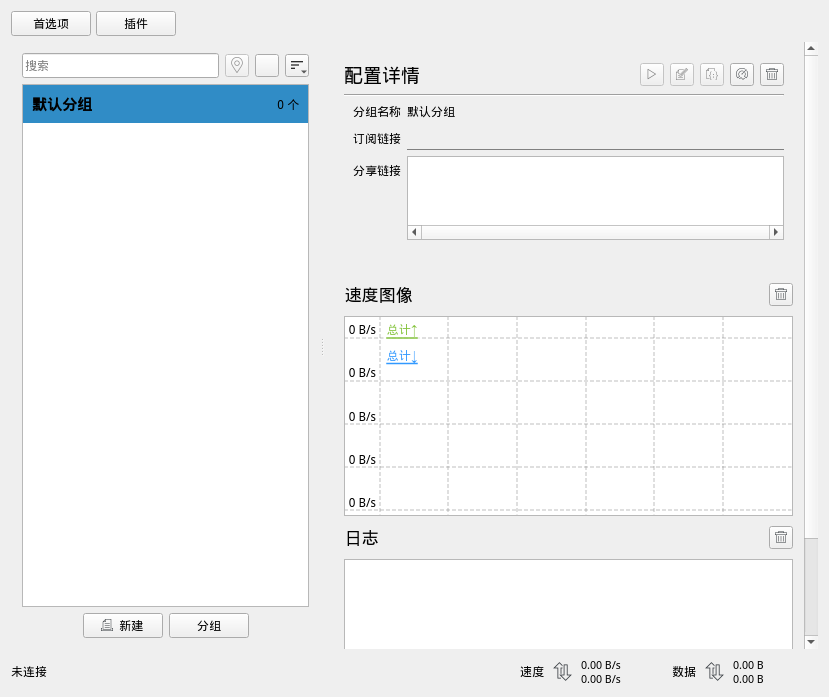 首选项 插件
搜索
默认分组 0 个
新建 分组
配置详情
分组名称 默认分组
订阅链接
分享链接
速度图像
0 B/s 总计↑
总计↓
0 B/s
0 B/s
0 B/s
0 B/s
日志
未连接 速度 0.00 B/s 数据 0.00 B
0.00 B/s 0.00 B